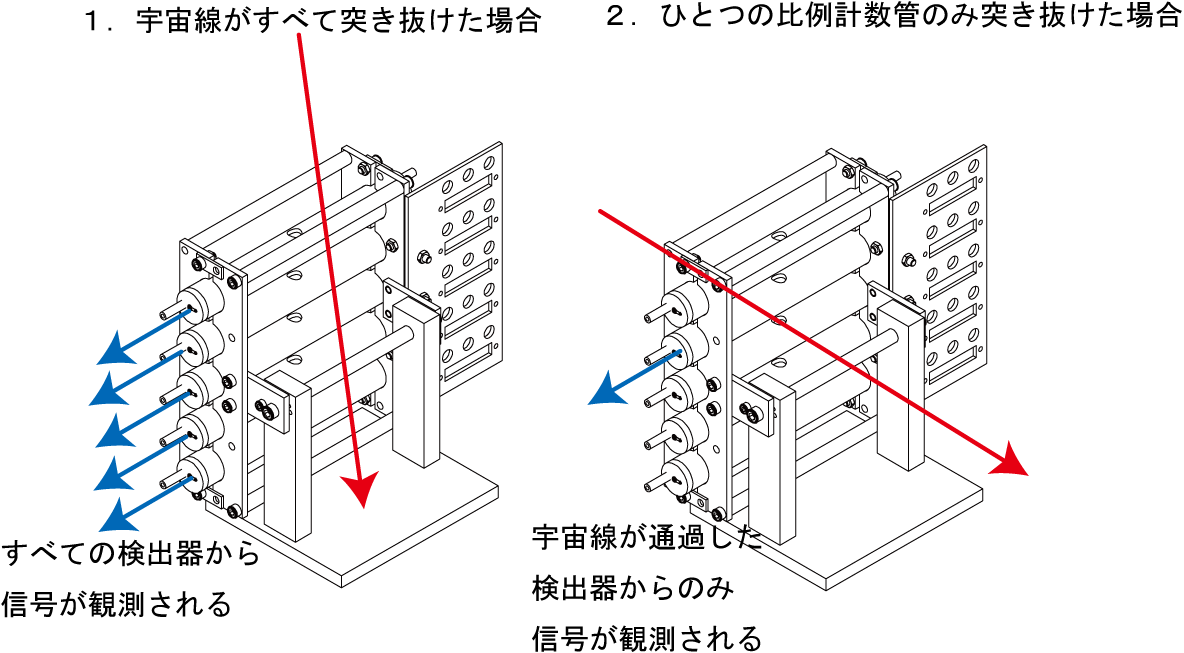 １．宇宙線がすべて突き抜けた場合
２．ひとつの比例計数管のみ突き抜けた場合
すべての検出器から
信号が観測される
宇宙線が通過した
検出器からのみ
信号が観測される